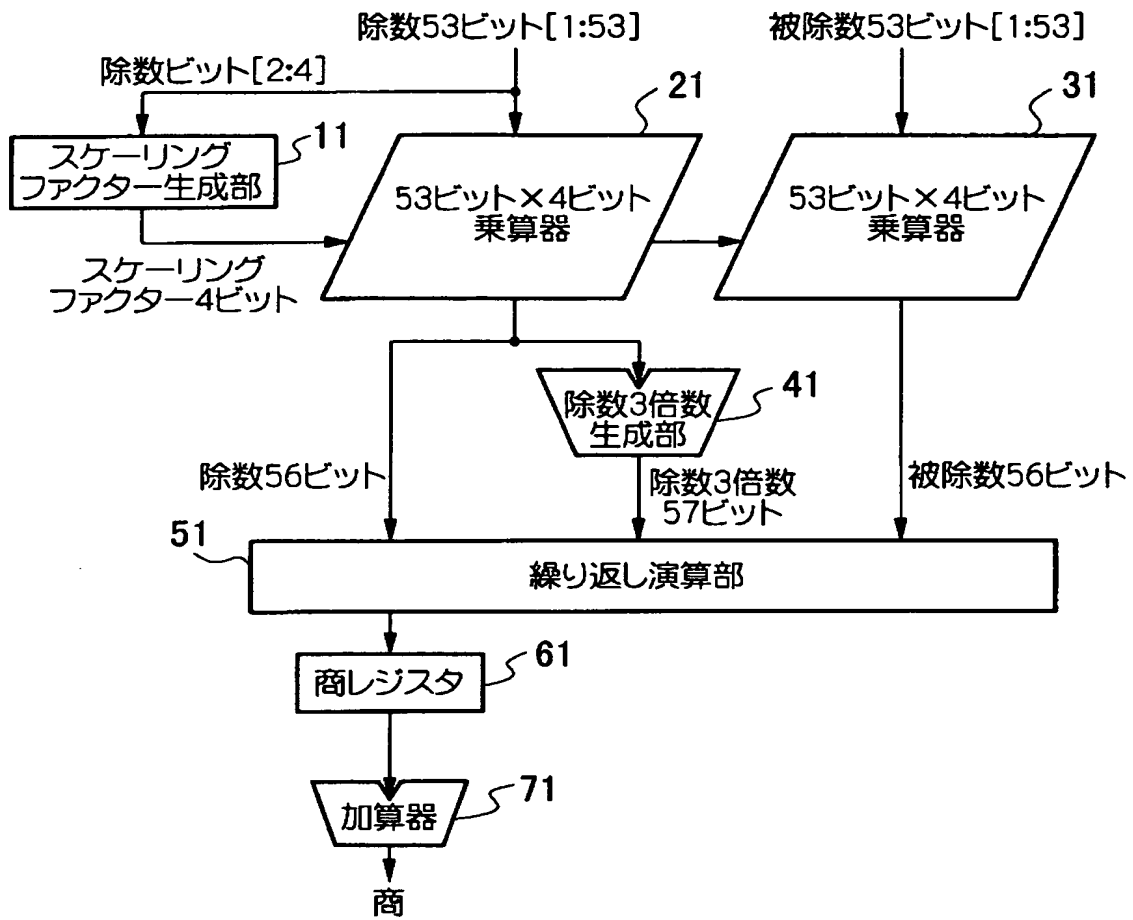 除数53ビット[1:53]
被除数53ビット[1:53]
除数ビット[2:4]
21
31
11
スケーリング
ファクター生成部
53ビット×4ビット
乗算器
53ビット×4ビット
乗算器
スケーリング
ファクター4ビット
41
除数3倍数
生成部
除数56ビット
除数3倍数
57ビット
被除数56ビット
51
繰り返し演算部
61
商レジスタ
71
加算器
商